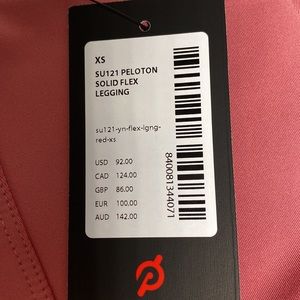 XS
SU121 PELOTON
SOLID FLEX
LEGGING
su121-yn-flex-lgng-
red-xs
USD 92.00
CAD 124.00
GBP 86.00
EUR 100.00
AUD 142.00
840081344071